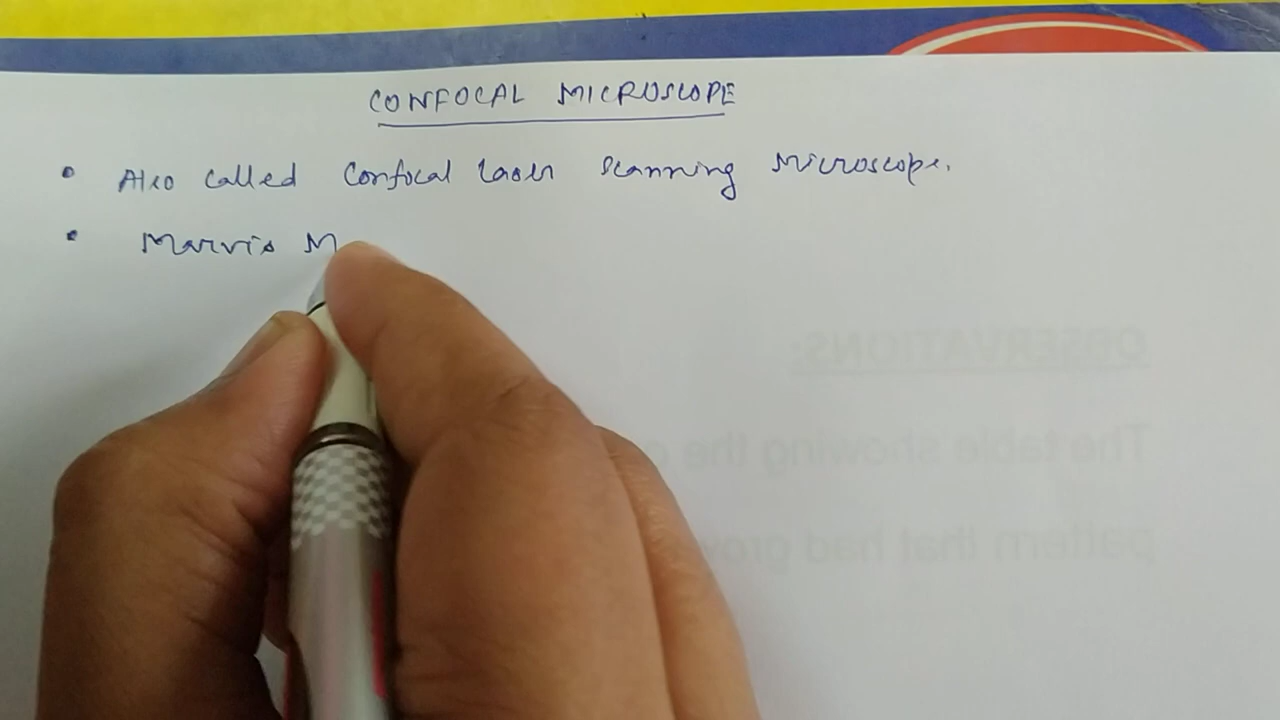 CONFOCAL MICROSCOPE
• Also called Confocal Laser Scanning Microscope.
• Marvis M
OBSERVATIONS:
The table showing the
pattern that had grow